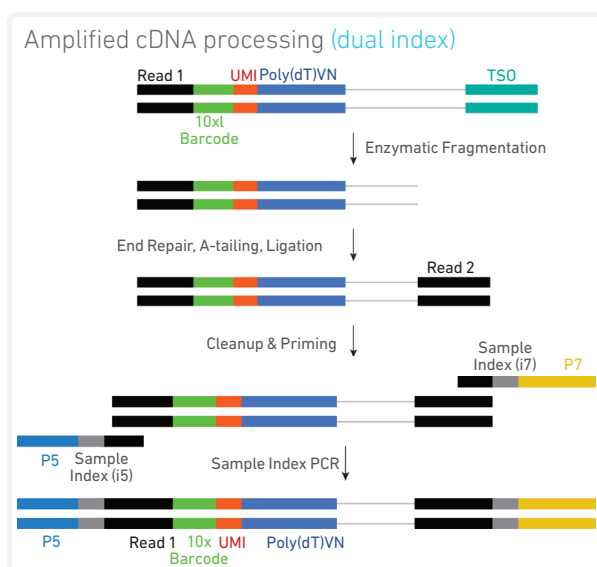 Amplified cDNA processing (dual index)
Read 1 UMI Poly(dT)VN TSO
10xl
Barcode
Enzymatic Fragmentation
End Repair, A-tailing, Ligation
Read 2
Cleanup & Priming
Sample
Index (i7) P7
P5 Sample
Index (i5)
Sample Index PCR
P5 Read 1 10x UMI Poly(dT)VN
Barcode